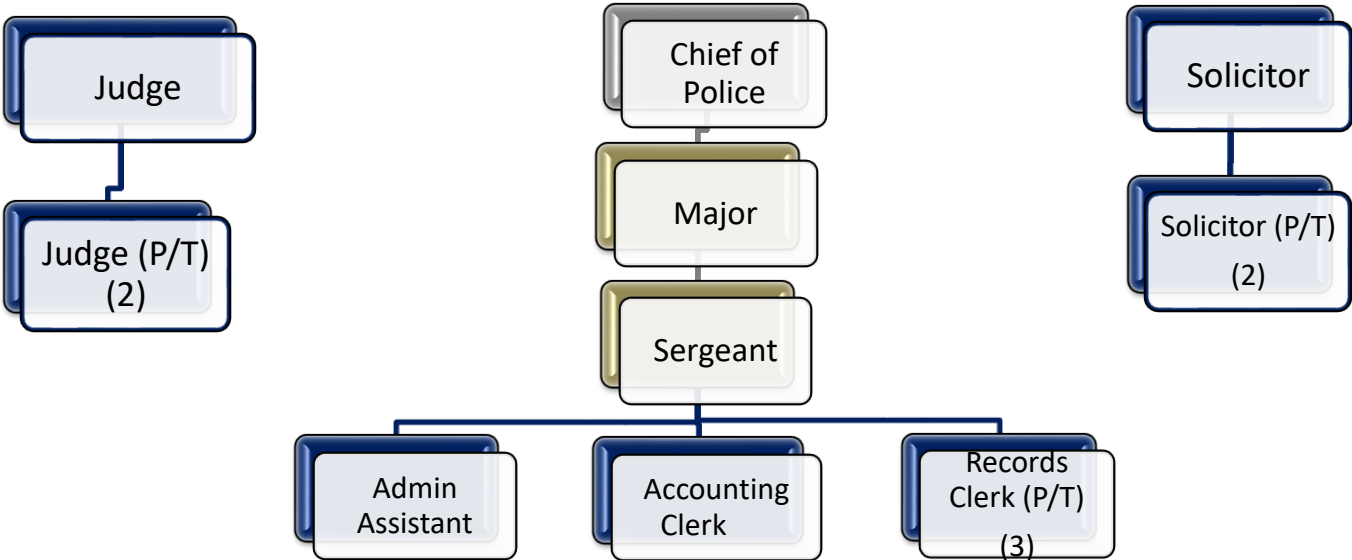 Judge
Judge (P/T)
(2)
Chief of
Police
Major
Sergeant
Admin
Assistant
Accounting
Clerk
Records
Clerk (P/T)
(3)
Solicitor
Solicitor (P/T)
(2)